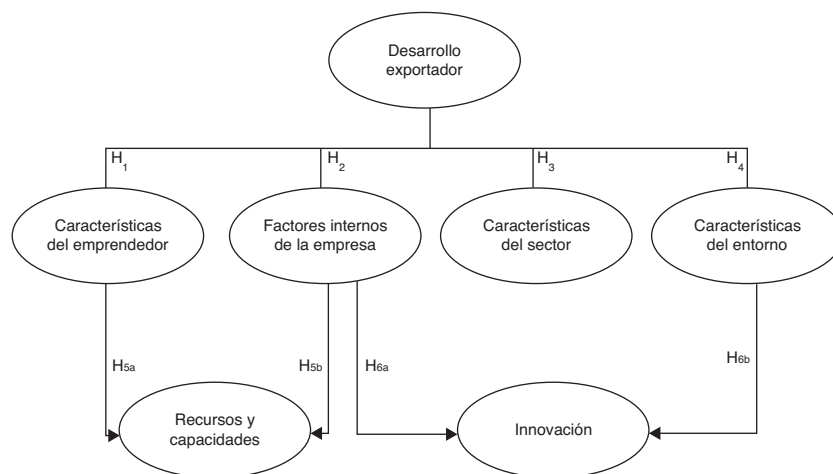 Desarrollo
exportador
H1
H2
H3
H4
Características
del emprendedor
Factores internos
de la empresa
Características
del sector
Características
del entorno
H5a
H5b
H6a
H6b
Recursos y
capacidades
Innovación